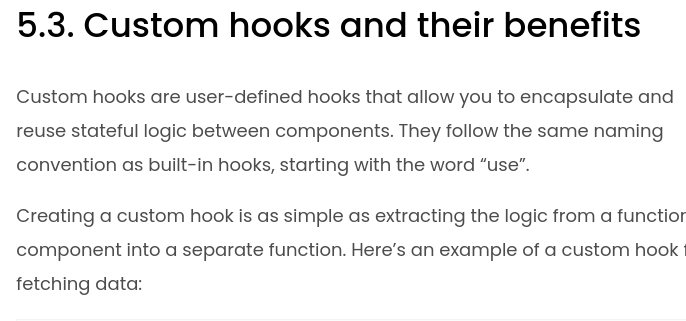 5.3. Custom hooks and their benefits
Custom hooks are user-defined hooks that allow you to encapsulate and
reuse stateful logic between components. They follow the same naming
convention as built-in hooks, starting with the word “use”.
Creating a custom hook is as simple as extracting the logic from a function
component into a separate function. Here’s an example of a custom hook
fetching data: